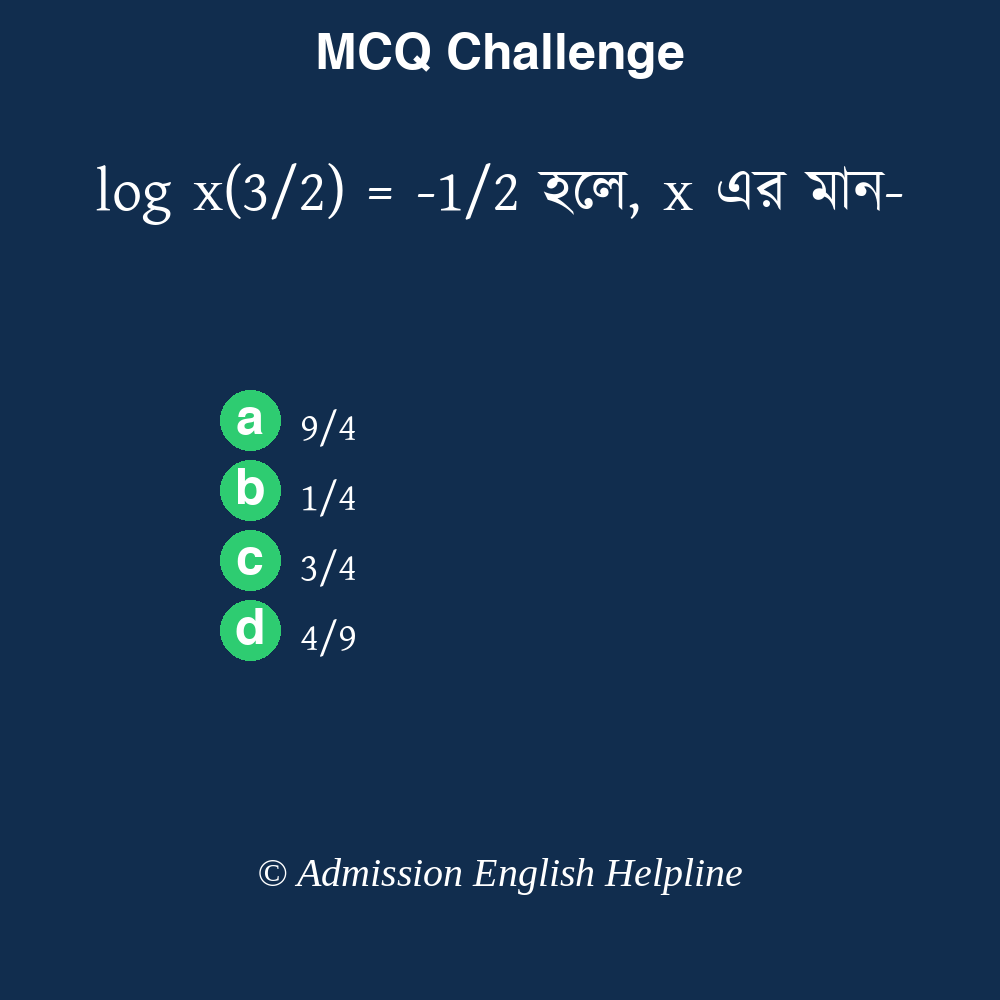 MCQ Challenge
log x(3/2) = -1/2 হলে, x এর মান-
a 9/4
b 1/4
c 3/4
d 4/9
© Admission English Helpline